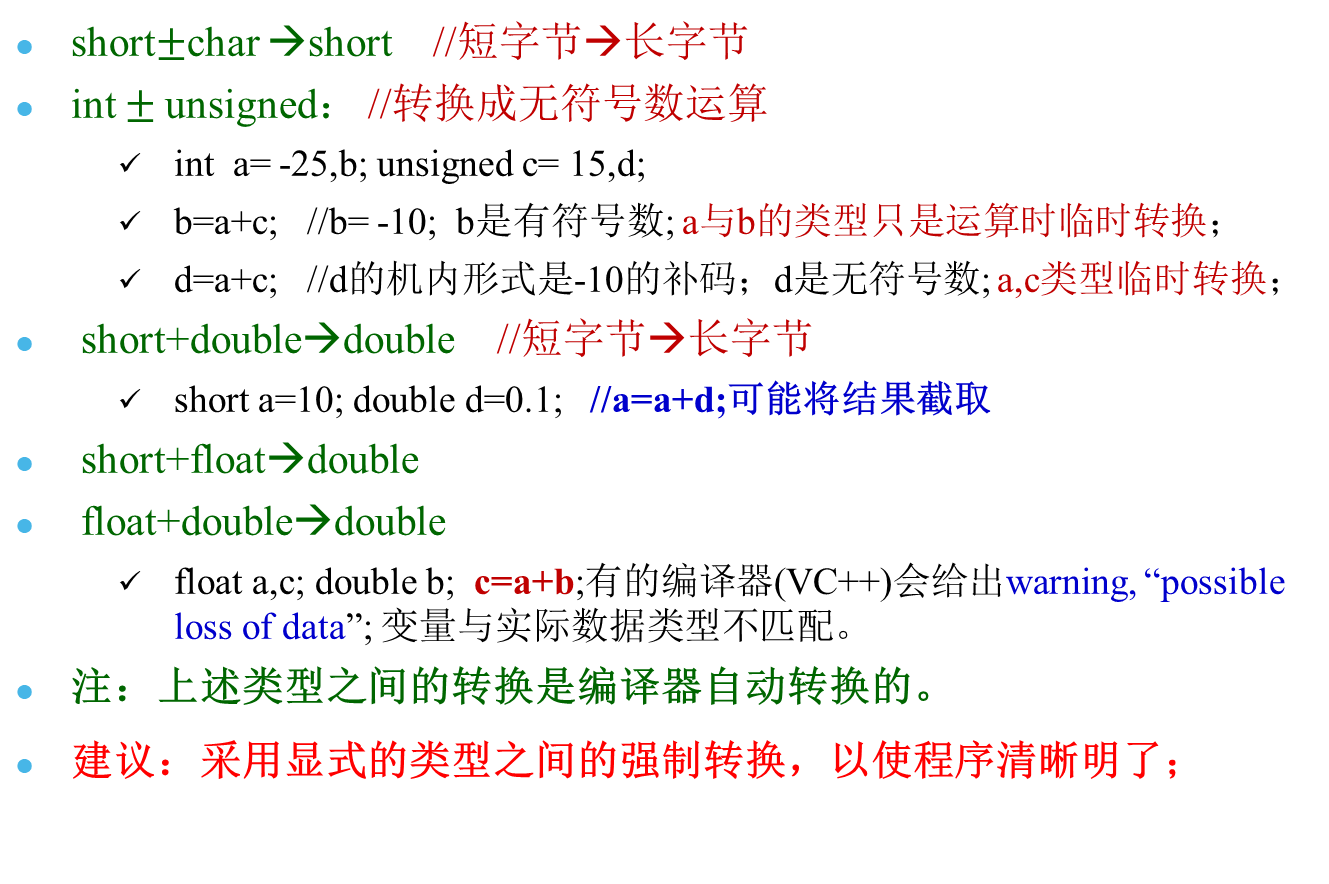 short±char→short //短字节→长字节
int ± unsigned： //转换成无符号数运算
int a= -25,b; unsigned c= 15,d;
b=a+c; //b= -10; b是有符号数; a与b的类型只是运算时临时转换；
d=a+c; //d的机内形式是-10的补码；d是无符号数; a,c类型临时转换；
short+double→double //短字节→长字节
short a=10; double d=0.1; //a=a+d;可能将结果截取
short+float→double
float+double→double
float a,c; double b; c=a+b;有的编译器(VC++)会给出warning, “possible
loss of data”; 变量与实际数据类型不匹配。
注：上述类型之间的转换是编译器自动转换的。
建议：采用显式的类型之间的强制转换，以使程序清晰明了；